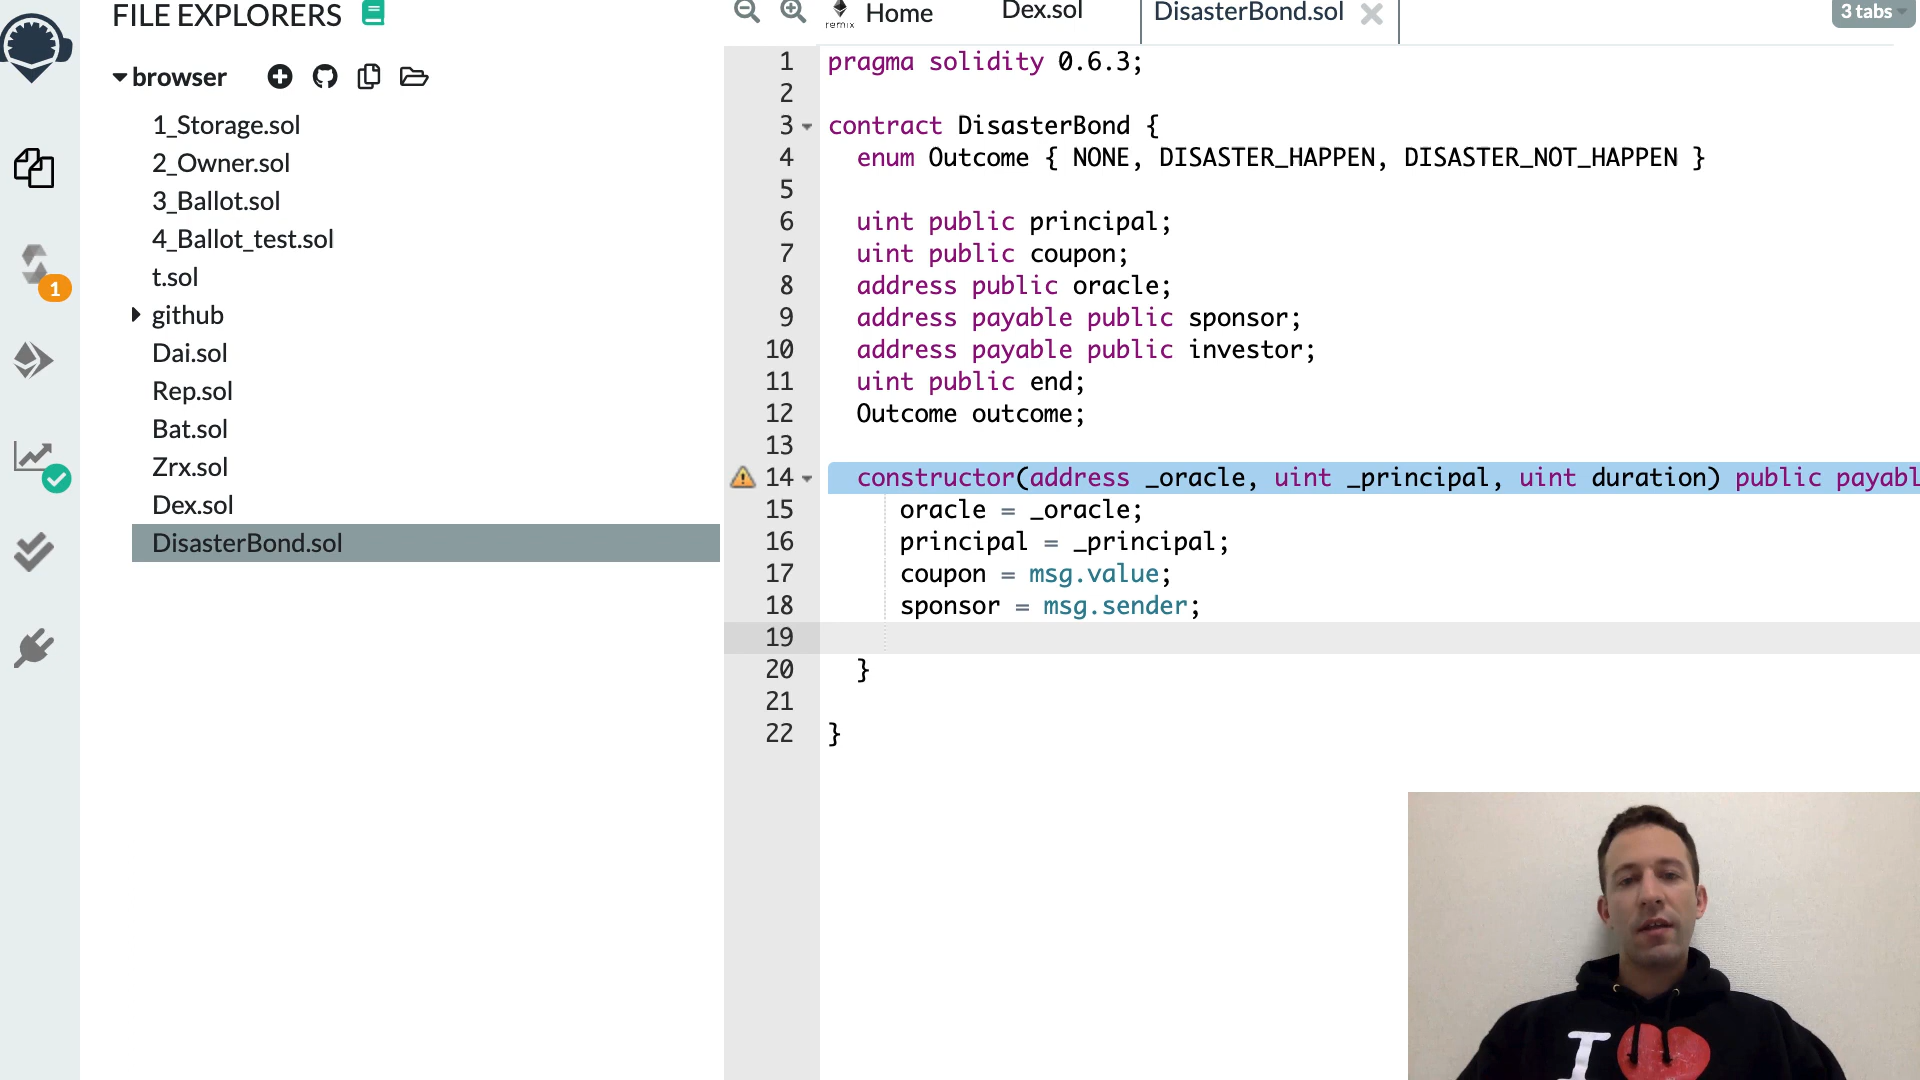 FILE EXPLORERS
browser
1_Storage.sol
2_Owner.sol
3_Ballot.sol
4_Ballot_test.sol
t.sol
github
Dai.sol
Rep.sol
Bat.sol
Zrx.sol
Dex.sol
DisasterBond.sol
1
remix
Home
Dex.sol
DisasterBond.sol
3 tabs
1 pragma solidity 0.6.3;
2
3 contract DisasterBond {
4 enum Outcome { NONE, DISASTER_HAPPEN, DISASTER_NOT_HAPPEN }
5
6 uint public principal;
7 uint public coupon;
8 address public oracle;
9 address payable public sponsor;
10 address payable public investor;
11 uint public end;
12 Outcome outcome;
13
14 constructor(address _oracle, uint _principal, uint duration) public payabl
15 oracle = _oracle;
16 principal = _principal;
17 coupon = msg.value;
18 sponsor = msg.sender;
19
20 }
21
22 }
I